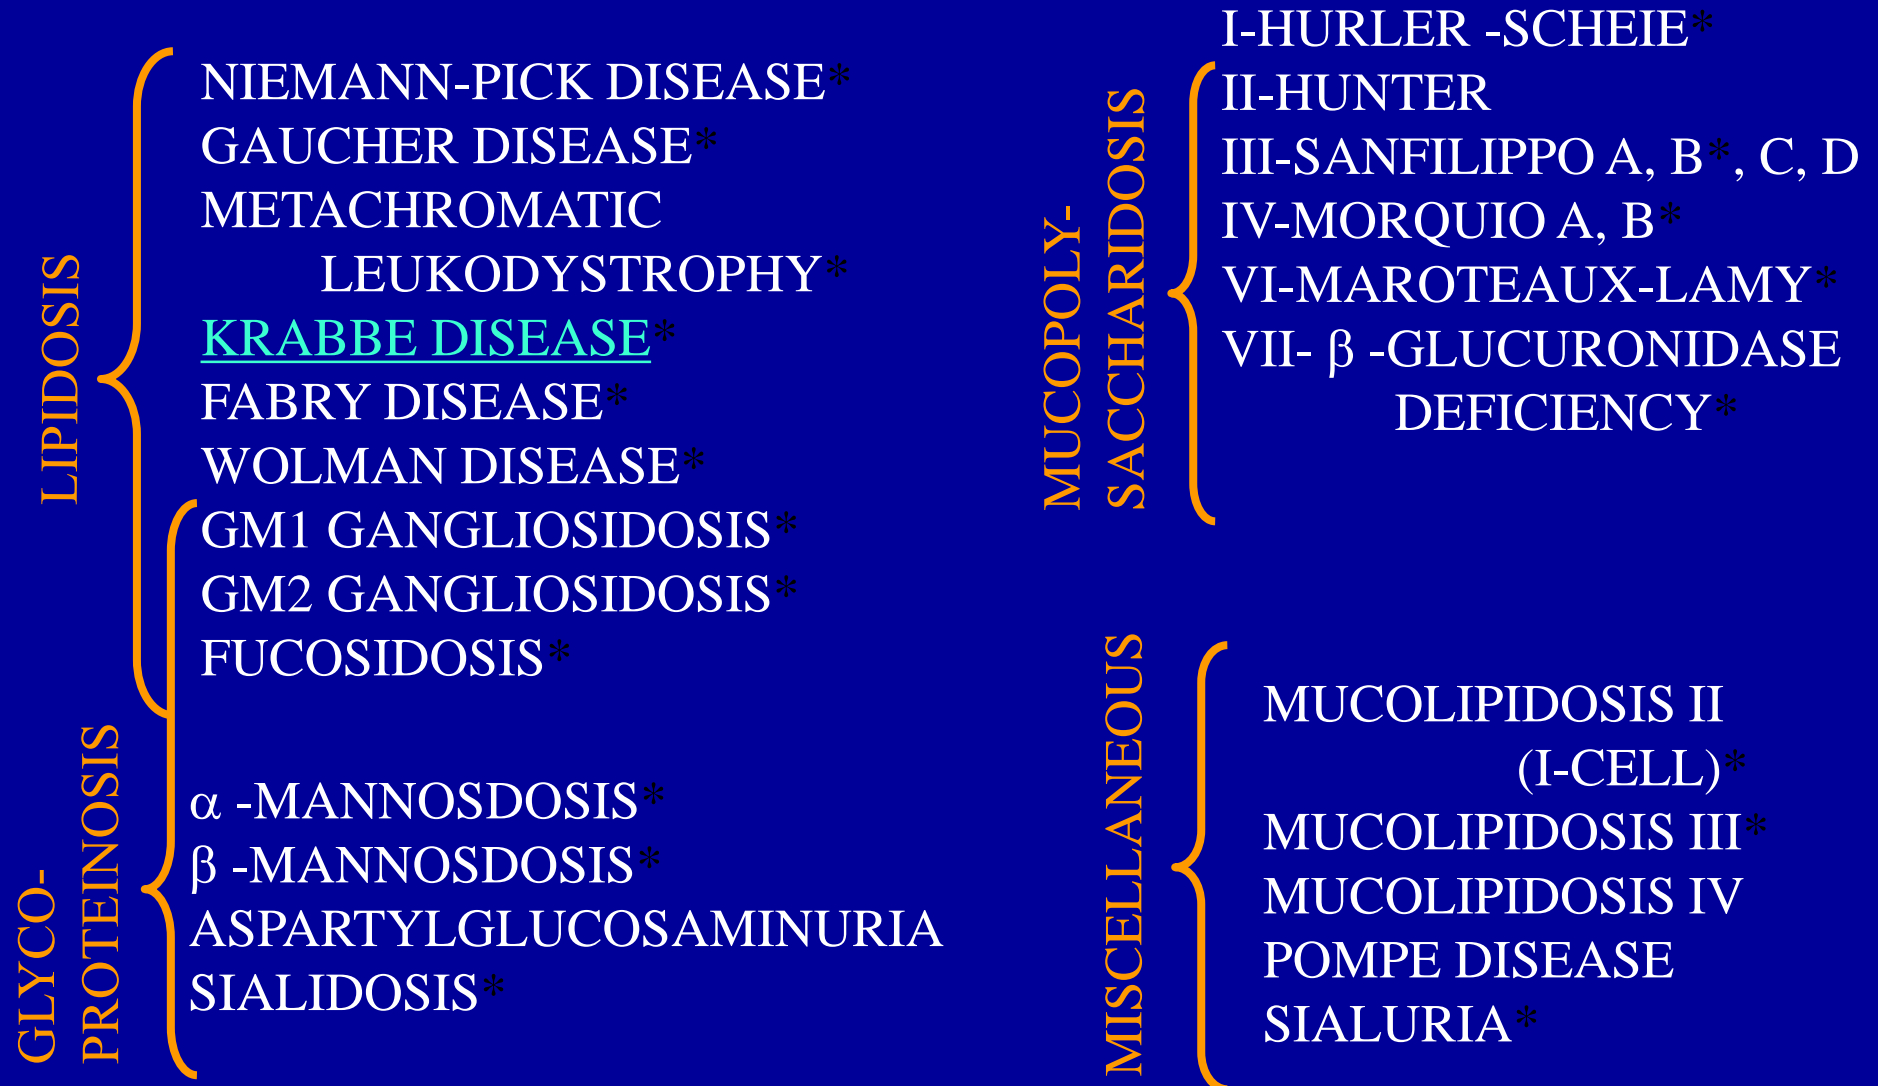 LIPIDOSIS
NIEMANN-PICK DISEASE*
GAUCHER DISEASE*
METACHROMATIC
LEUKODYSTROPHY*
KRABBE DISEASE*
FABRY DISEASE*
WOLMAN DISEASE*
GM1 GANGLIOSIDOSIS*
GM2 GANGLIOSIDOSIS*
FUCOSIDOSIS*
GLYCO-
PROTEINOSIS
α -MANNOSDOSIS*
β -MANNOSDOSIS*
ASPARTYLGLUCOSAMINURIA
SIALIDOSIS*
MUCOPOLY-
SACCHARIDOSIS
I-HURLER -SCHEIE*
II-HUNTER
III-SANFILIPPO A, B*, C, D
IV-MORQUIO A, B*
VI-MAROTEAUX-LAMY*
VII- β -GLUCURONIDASE
DEFICIENCY*
MISCELLANEOUS
MUCOLIPIDOSIS II
(I-CELL)*
MUCOLIPIDOSIS III*
MUCOLIPIDOSIS IV
POMPE DISEASE
SIALURIA*